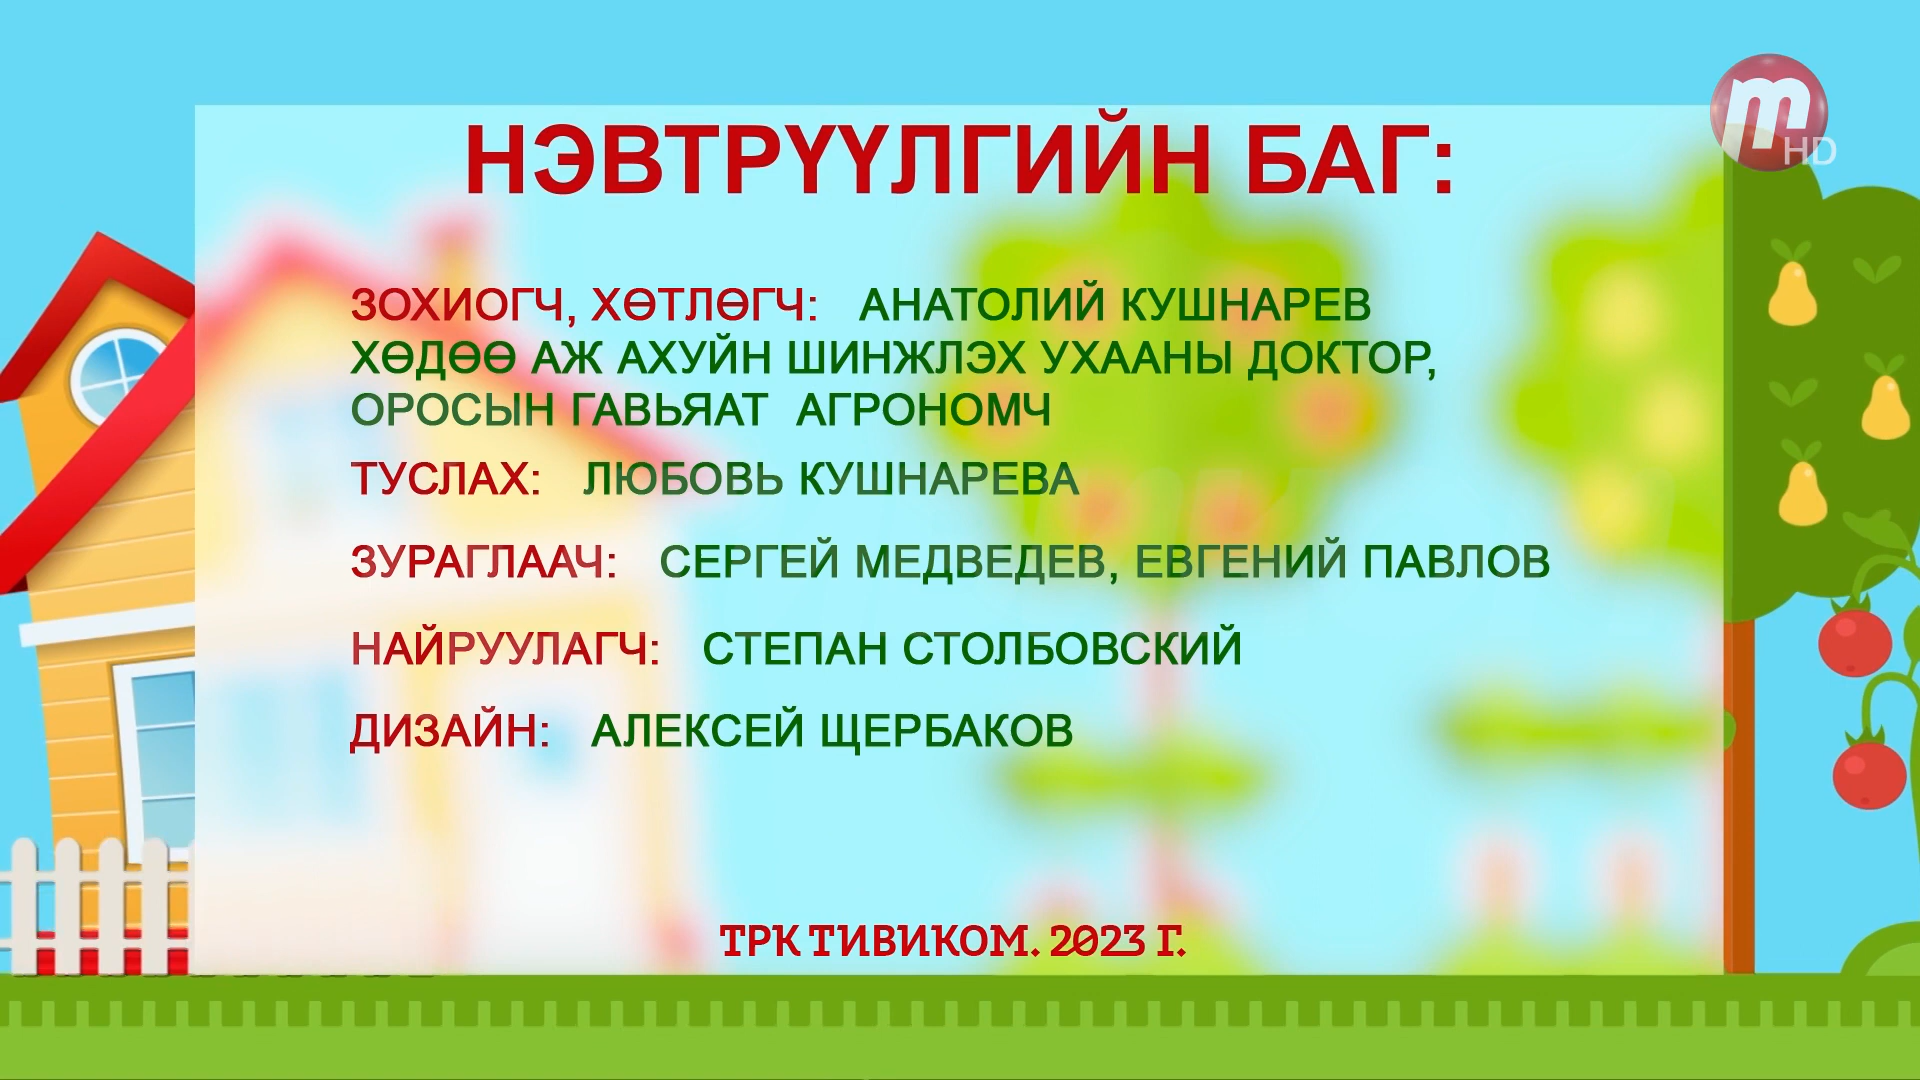 m HD
НЭВТРҮҮЛГИЙН БАГ:
ЗОХИОГЧ, ХӨТЛӨГЧ: АНАТОЛИЙ КУШНАРЕВ
ХӨДӨӨ АЖ АХУЙН ШИНЖЛЭХ УХААНЫ ДОКТОР,
ОРОСЫН ГАВЬЯАТ АГРОНОМЧ
ТУСЛАХ: ЛЮБОВЬ КУШНАРЕВА
ЗУРАГЛААЧ: СЕРГЕЙ МЕДВЕДЕВ, ЕВГЕНИЙ ПАВЛОВ
НАЙРУУЛАГЧ: СТЕПАН СТОЛБОВСКИЙ
ДИЗАЙН: АЛЕКСЕЙ ЩЕРБАКОВ
ТРК ТИВИКОМ. 2023 Г.